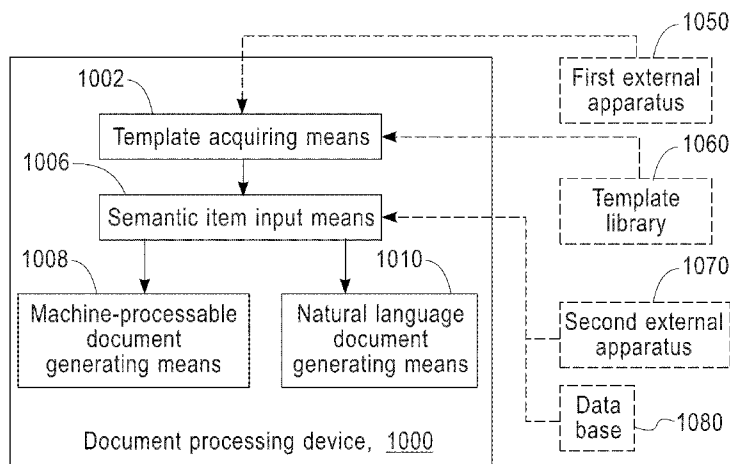 1050
First external
apparatus
1002
Template acquiring means
1060
Template
library
1006
Semantic item input means
1008
1010
1070
Machine-processable
document
generating means
Natural language
document
generating means
Second external
apparatus
Data
base
1080
Document processing device, 1000